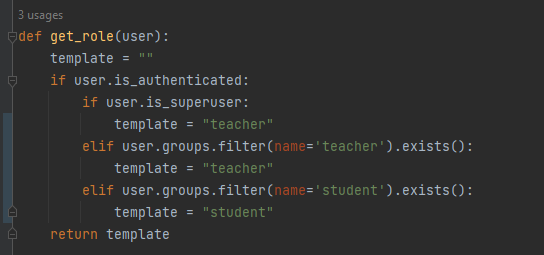 3 usages
def get_role(user):
    template = ""
    if user.is_authenticated:
        if user.is_superuser:
            template = "teacher"
        elif user.groups.filter(name='teacher').exists():
            template = "teacher"
        elif user.groups.filter(name='student').exists():
            template = "student"
    return template